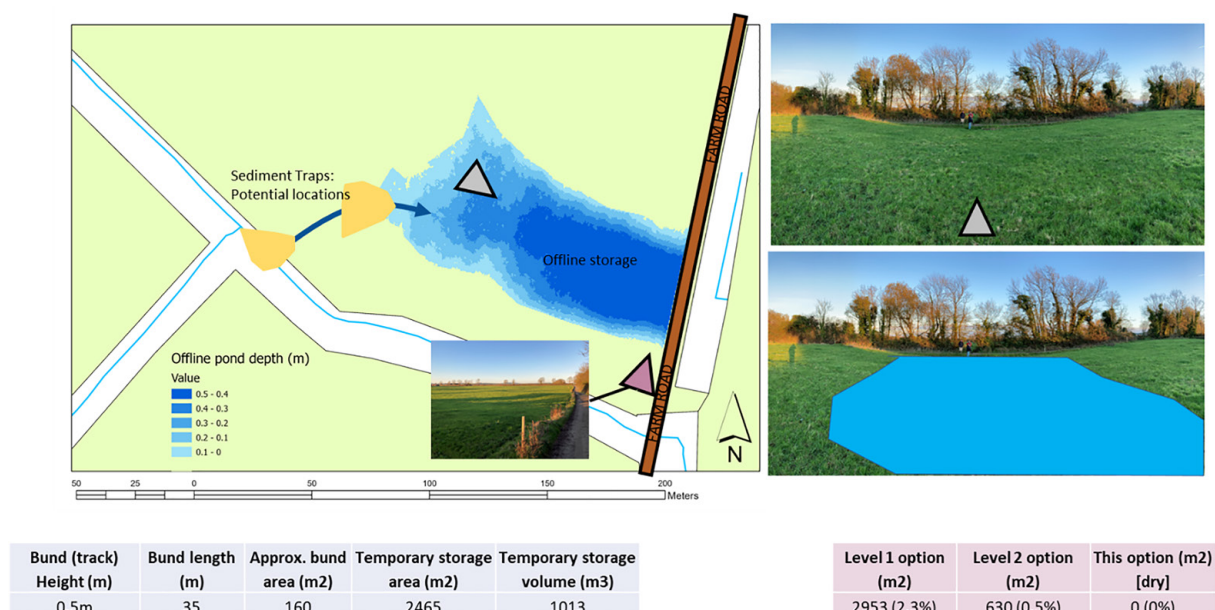 FARM ROAD
Sediment Traps:
Potential locations
Offline storage
Offline pond depth (m)
Value
0.5 - 0.4
0.4 - 0.3
0.3 - 0.2
0.2 - 0.1
0.1 - 0
FARM ROAD
N
50 25 0 50 100 150 200
Meters
Bund (track) Bund length Approx. bund Temporary storage Temporary storage
Height (m) (m) area (m2) area (m2) volume (m3)
0.5m 35 160 2465 1013
Level 1 option Level 2 option This option (m2)
(m2) (m2) [dry]
2953 (2.3%) 630 (0.5%) 0 (0%)